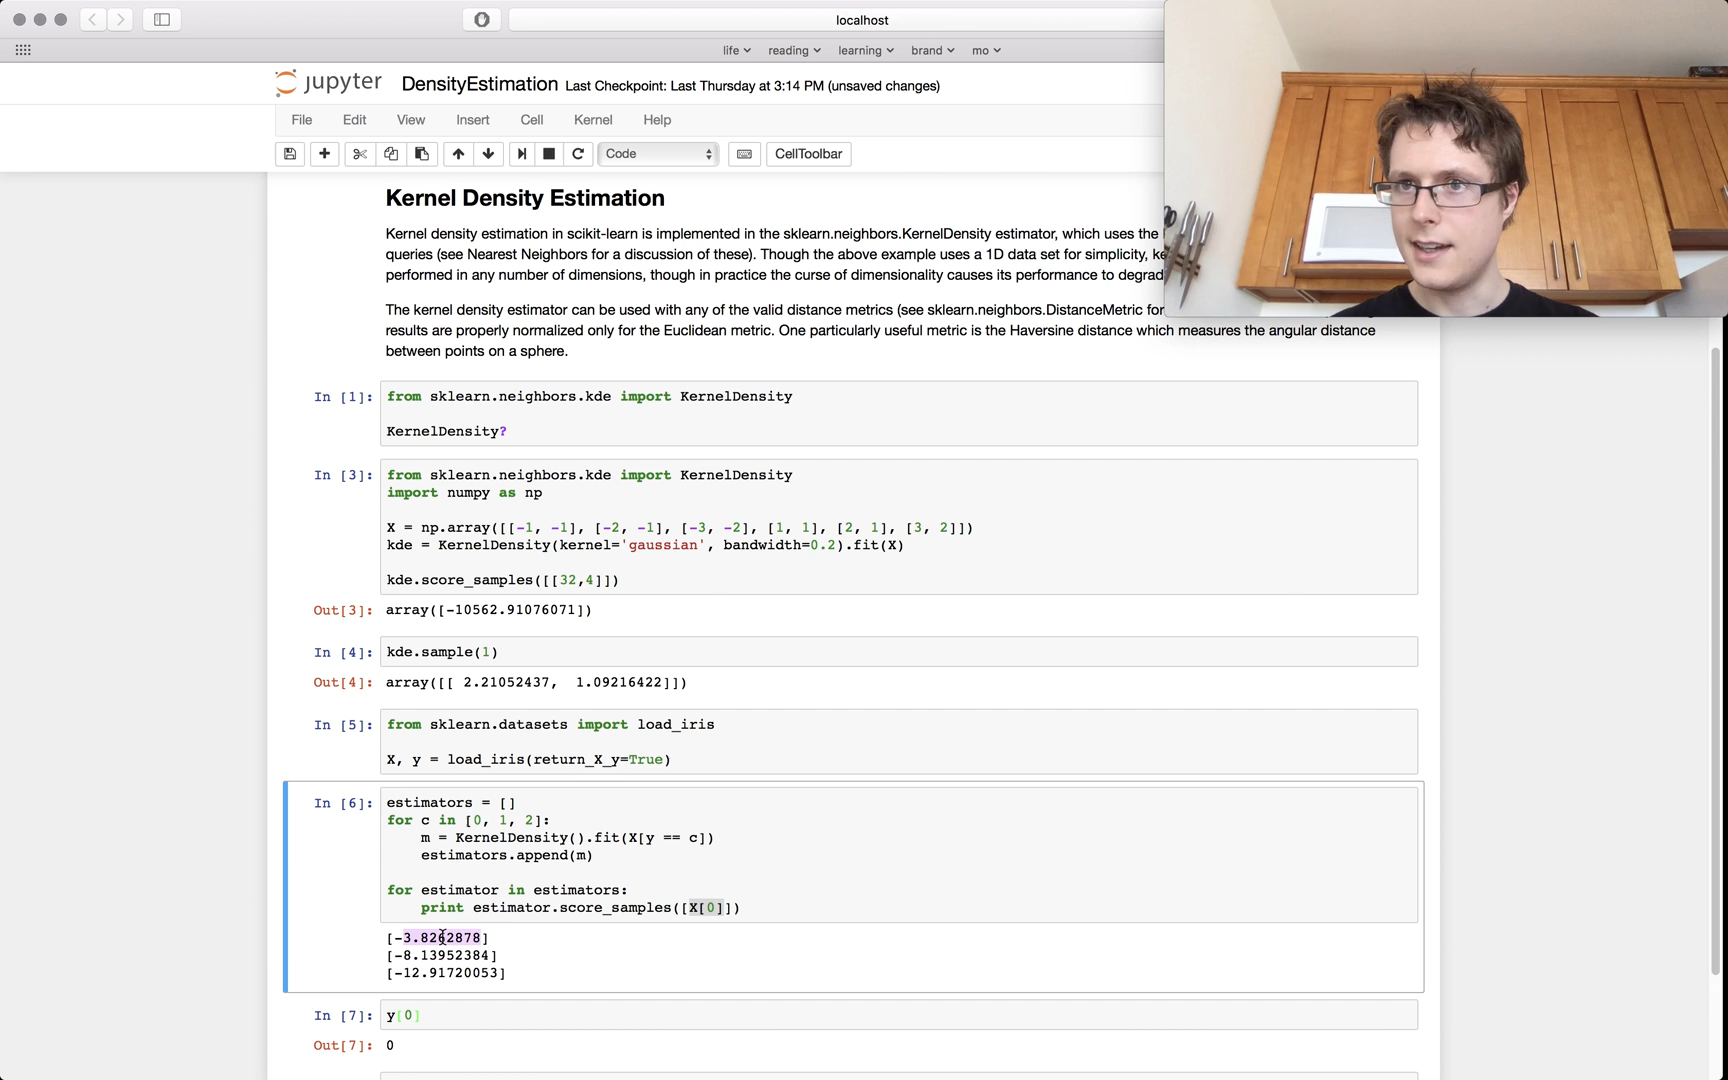 localhost
life reading learning brand mo
jupyter DensityEstimation Last Checkpoint: Last Thursday at 3:14 PM (unsaved changes)
File Edit View Insert Cell Kernel Help
Code CellToolbar
Kernel Density Estimation
Kernel density estimation in scikit-learn is implemented in the sklearn.neighbors.KernelDensity estimator, which uses the
queries (see Nearest Neighbors for a discussion of these). Though the above example uses a 1D data set for simplicity,
performed in any number of dimensions, though in practice the curse of dimensionality causes its performance to
The kernel density estimator can be used with any of the valid distance metrics (see sklearn.neighbors.DistanceMetric for
results are properly normalized only for the Euclidean metric. One particularly useful metric is the Haversine distance which measures the angular distance
between points on a sphere.
In [1]: from sklearn.neighbors.kde import KernelDensity
KernelDensity?
In [3]: from sklearn.neighbors.kde import KernelDensity
import numpy as np
X = np.array([[-1, -1], [-2, -1], [-3, -2], [1, 1], [2, 1], [3, 2]])
kde = KernelDensity(kernel='gaussian', bandwidth=0.2).fit(X)
kde.score_samples([[32,4]])
Out[3]: array([-10562.91076071])
In [4]: kde.sample(1)
Out[4]: array([[ 2.21052437, 1.09216422]])
In [5]: from sklearn.datasets import load_iris
X, y = load_iris(return_X_y=True)
In [6]: estimators = []
for c in [0, 1, 2]:
m = KernelDensity().fit(X[y == c])
estimators.append(m)
for estimator in estimators:
print estimator.score_samples([X[0]])
[-3.8262878]
[-8.13952384]
[-12.91720053]
In [7]: y[0]
Out[7]: 0